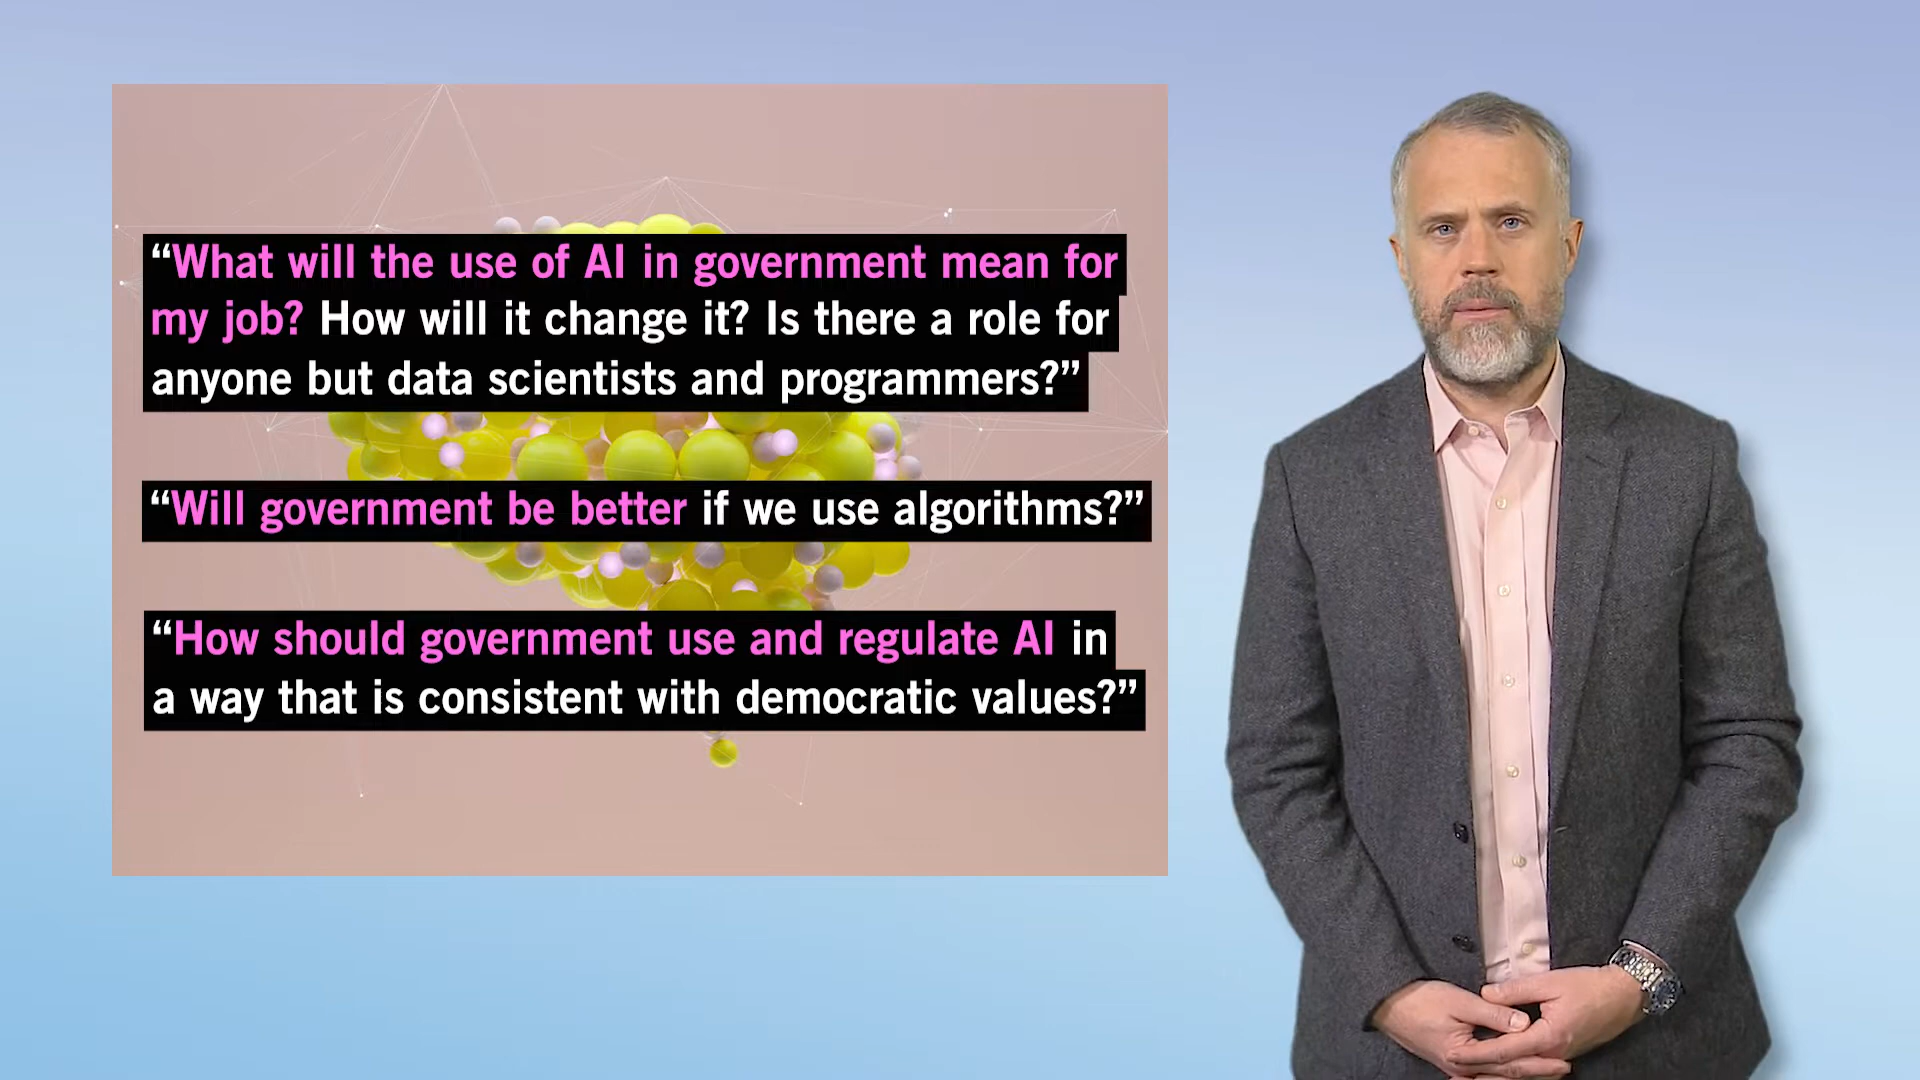 “What will the use of AI in government mean for
my job? How will it change it? Is there a role for
anyone but data scientists and programmers?”
“Will government be better if we use algorithms?”
“How should government use and regulate AI in
a way that is consistent with democratic values?”